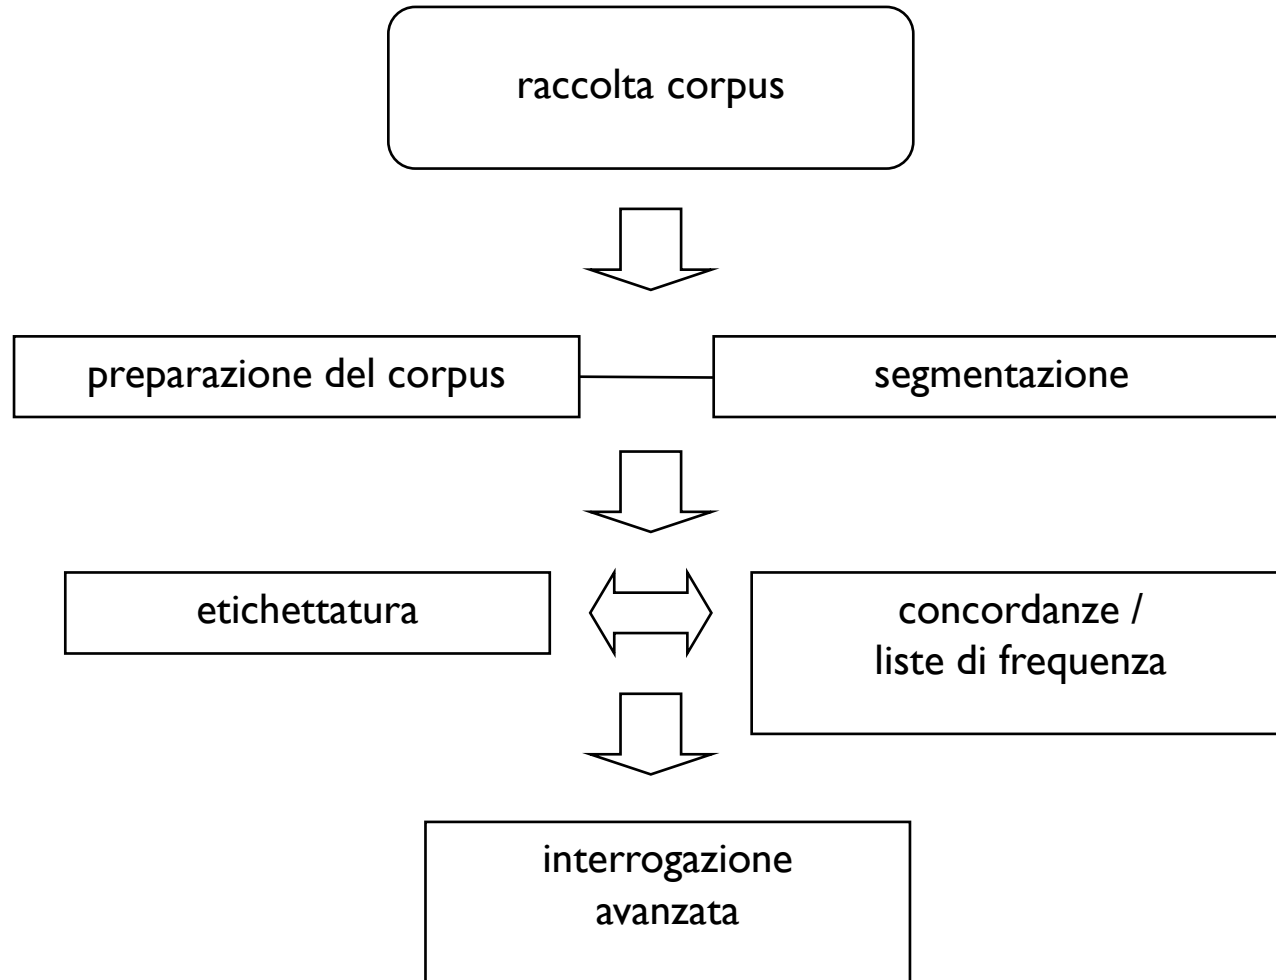 raccolta corpus
preparazione del corpus
segmentazione
etichettatura
concordanze /
liste di frequenza
interrogazione
avanzata